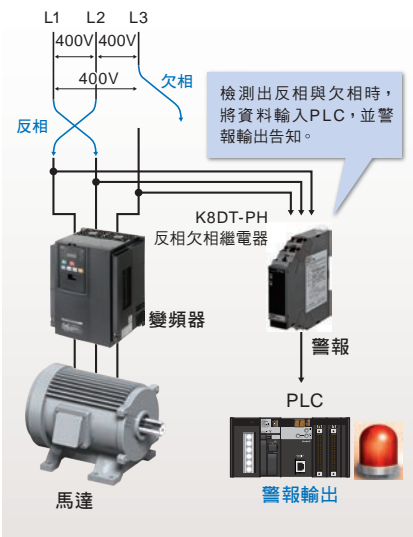 L1 L2 L3
400V 400V
400V
欠相
反相
檢測出反相與欠相時，
將資料輸入PLC，並警
報輸出告知。
K8DT-PH
反相欠相繼電器
變頻器
警報
PLC
馬達
警報輸出